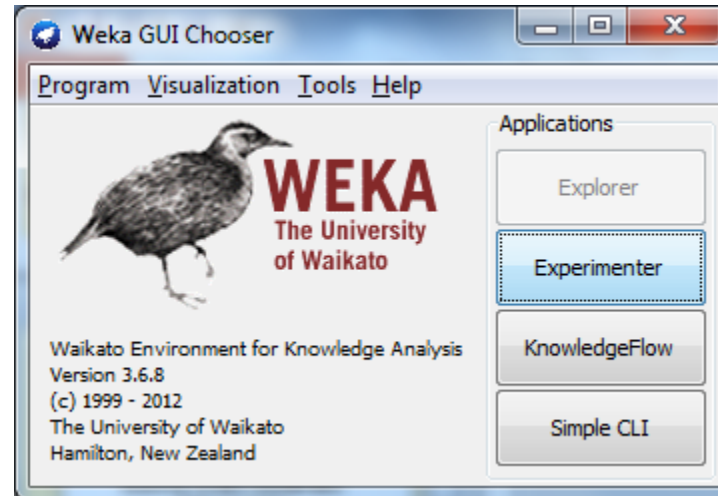 Weka GUI Chooser
Program Visualization Tools Help
WEKA
The University
of Waikato
Waikato Environment for Knowledge Analysis
Version 3.6.8
(c) 1999 - 2012
The University of Waikato
Hamilton, New Zealand
Applications
Explorer
Experimenter
KnowledgeFlow
Simple CLI